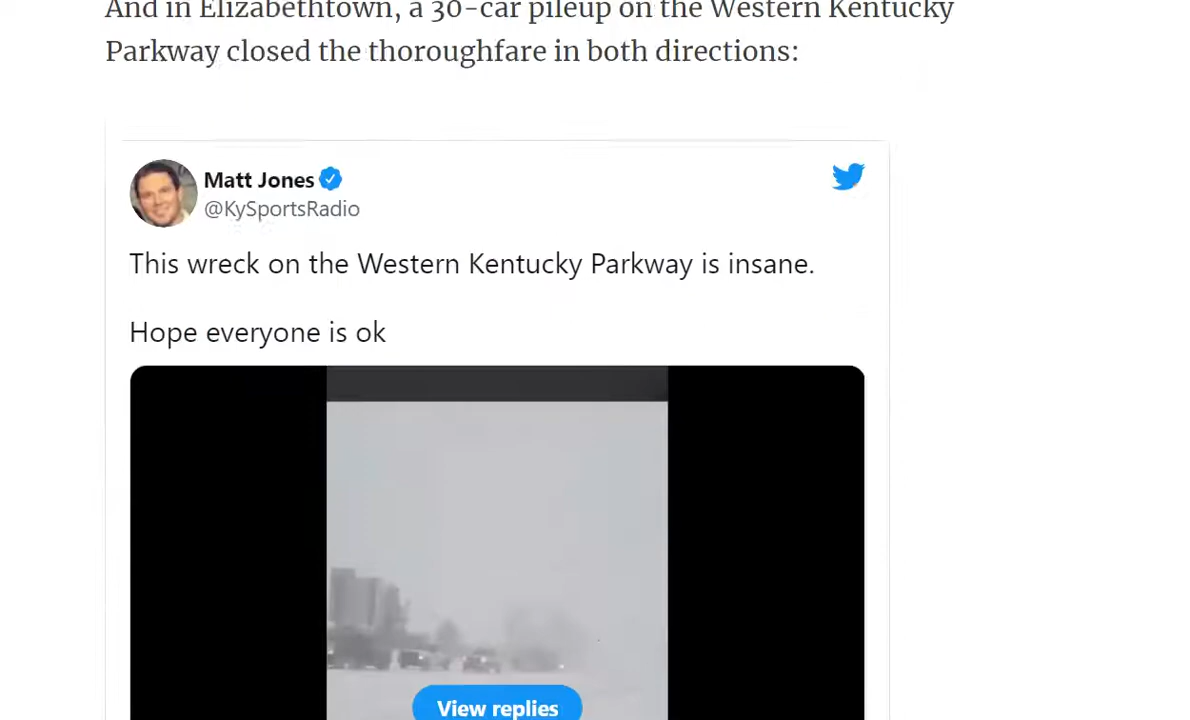 And in Elizabethtown, a 30-car pileup on the Western Kentucky
Parkway closed the thoroughfare in both directions:
Matt Jones
@KySportsRadio
This wreck on the Western Kentucky Parkway is insane.
Hope everyone is ok
View replies